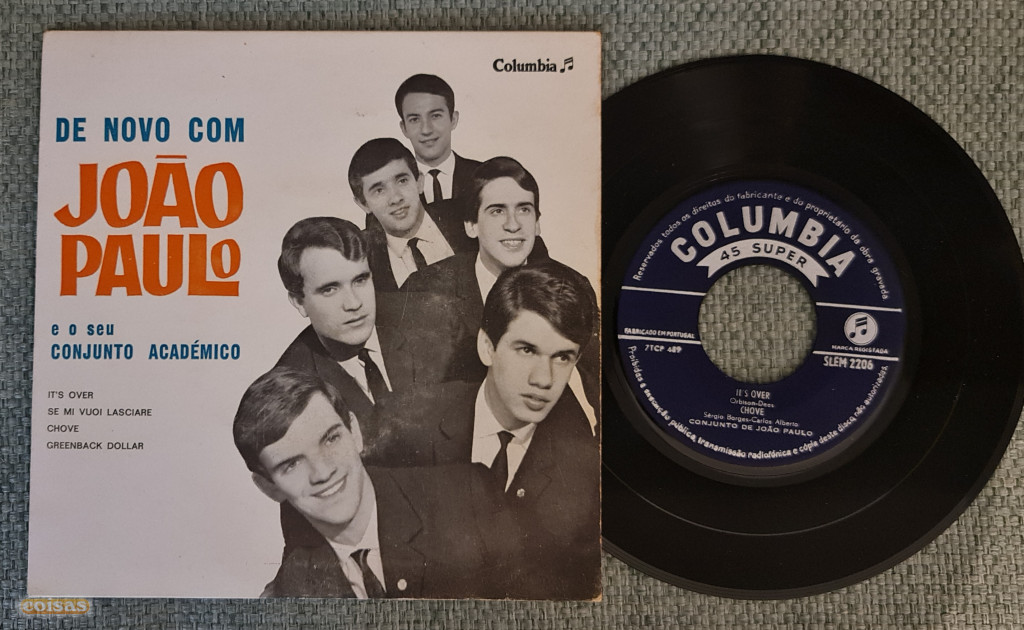 Columbia
DE NOVO COM
JOÃO
PAULO
e o seu
CONJUNTO ACADÉMICO
IT'S OVER
SE MI VUOI LASCIARE
CHOVE
GREENBACK DOLLAR
Reservados todos os direitos do fabricante e do proprietário da obra gravada
COLUMBIA
45 SUPER
FABRICADO EM PORTUGAL
MARCA REGISTADA
7TCP 689
SLEM 2206
IT'S OVER
Orbison-Dees
CHOVE
Sérgio Borges-Carlos Alberto
CONJUNTO DE JOÃO PAULO
Proibidas a execução pública, transmissão radiofónica e cópia deste disco não autorizadas
coisas